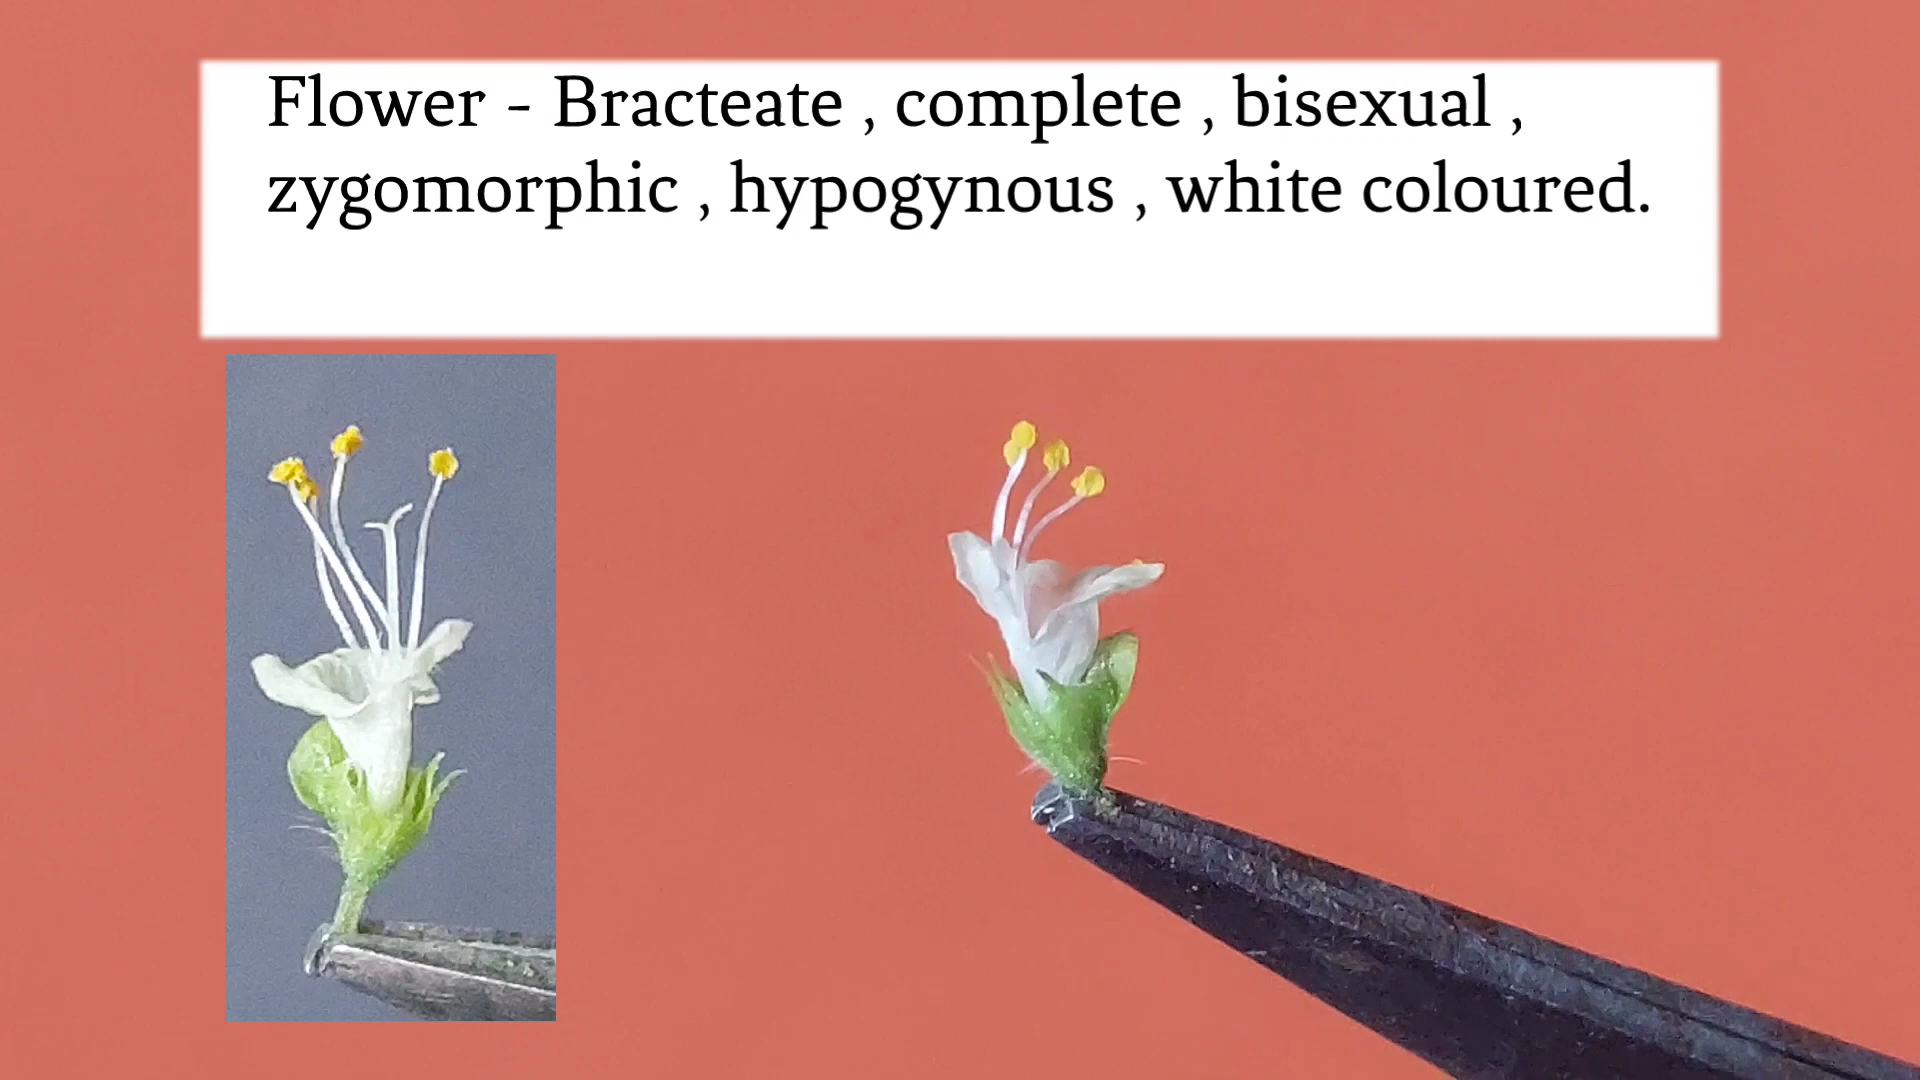 Flower - Bracteate , complete , bisexual ,
zygomorphic , hypogynous , white coloured.